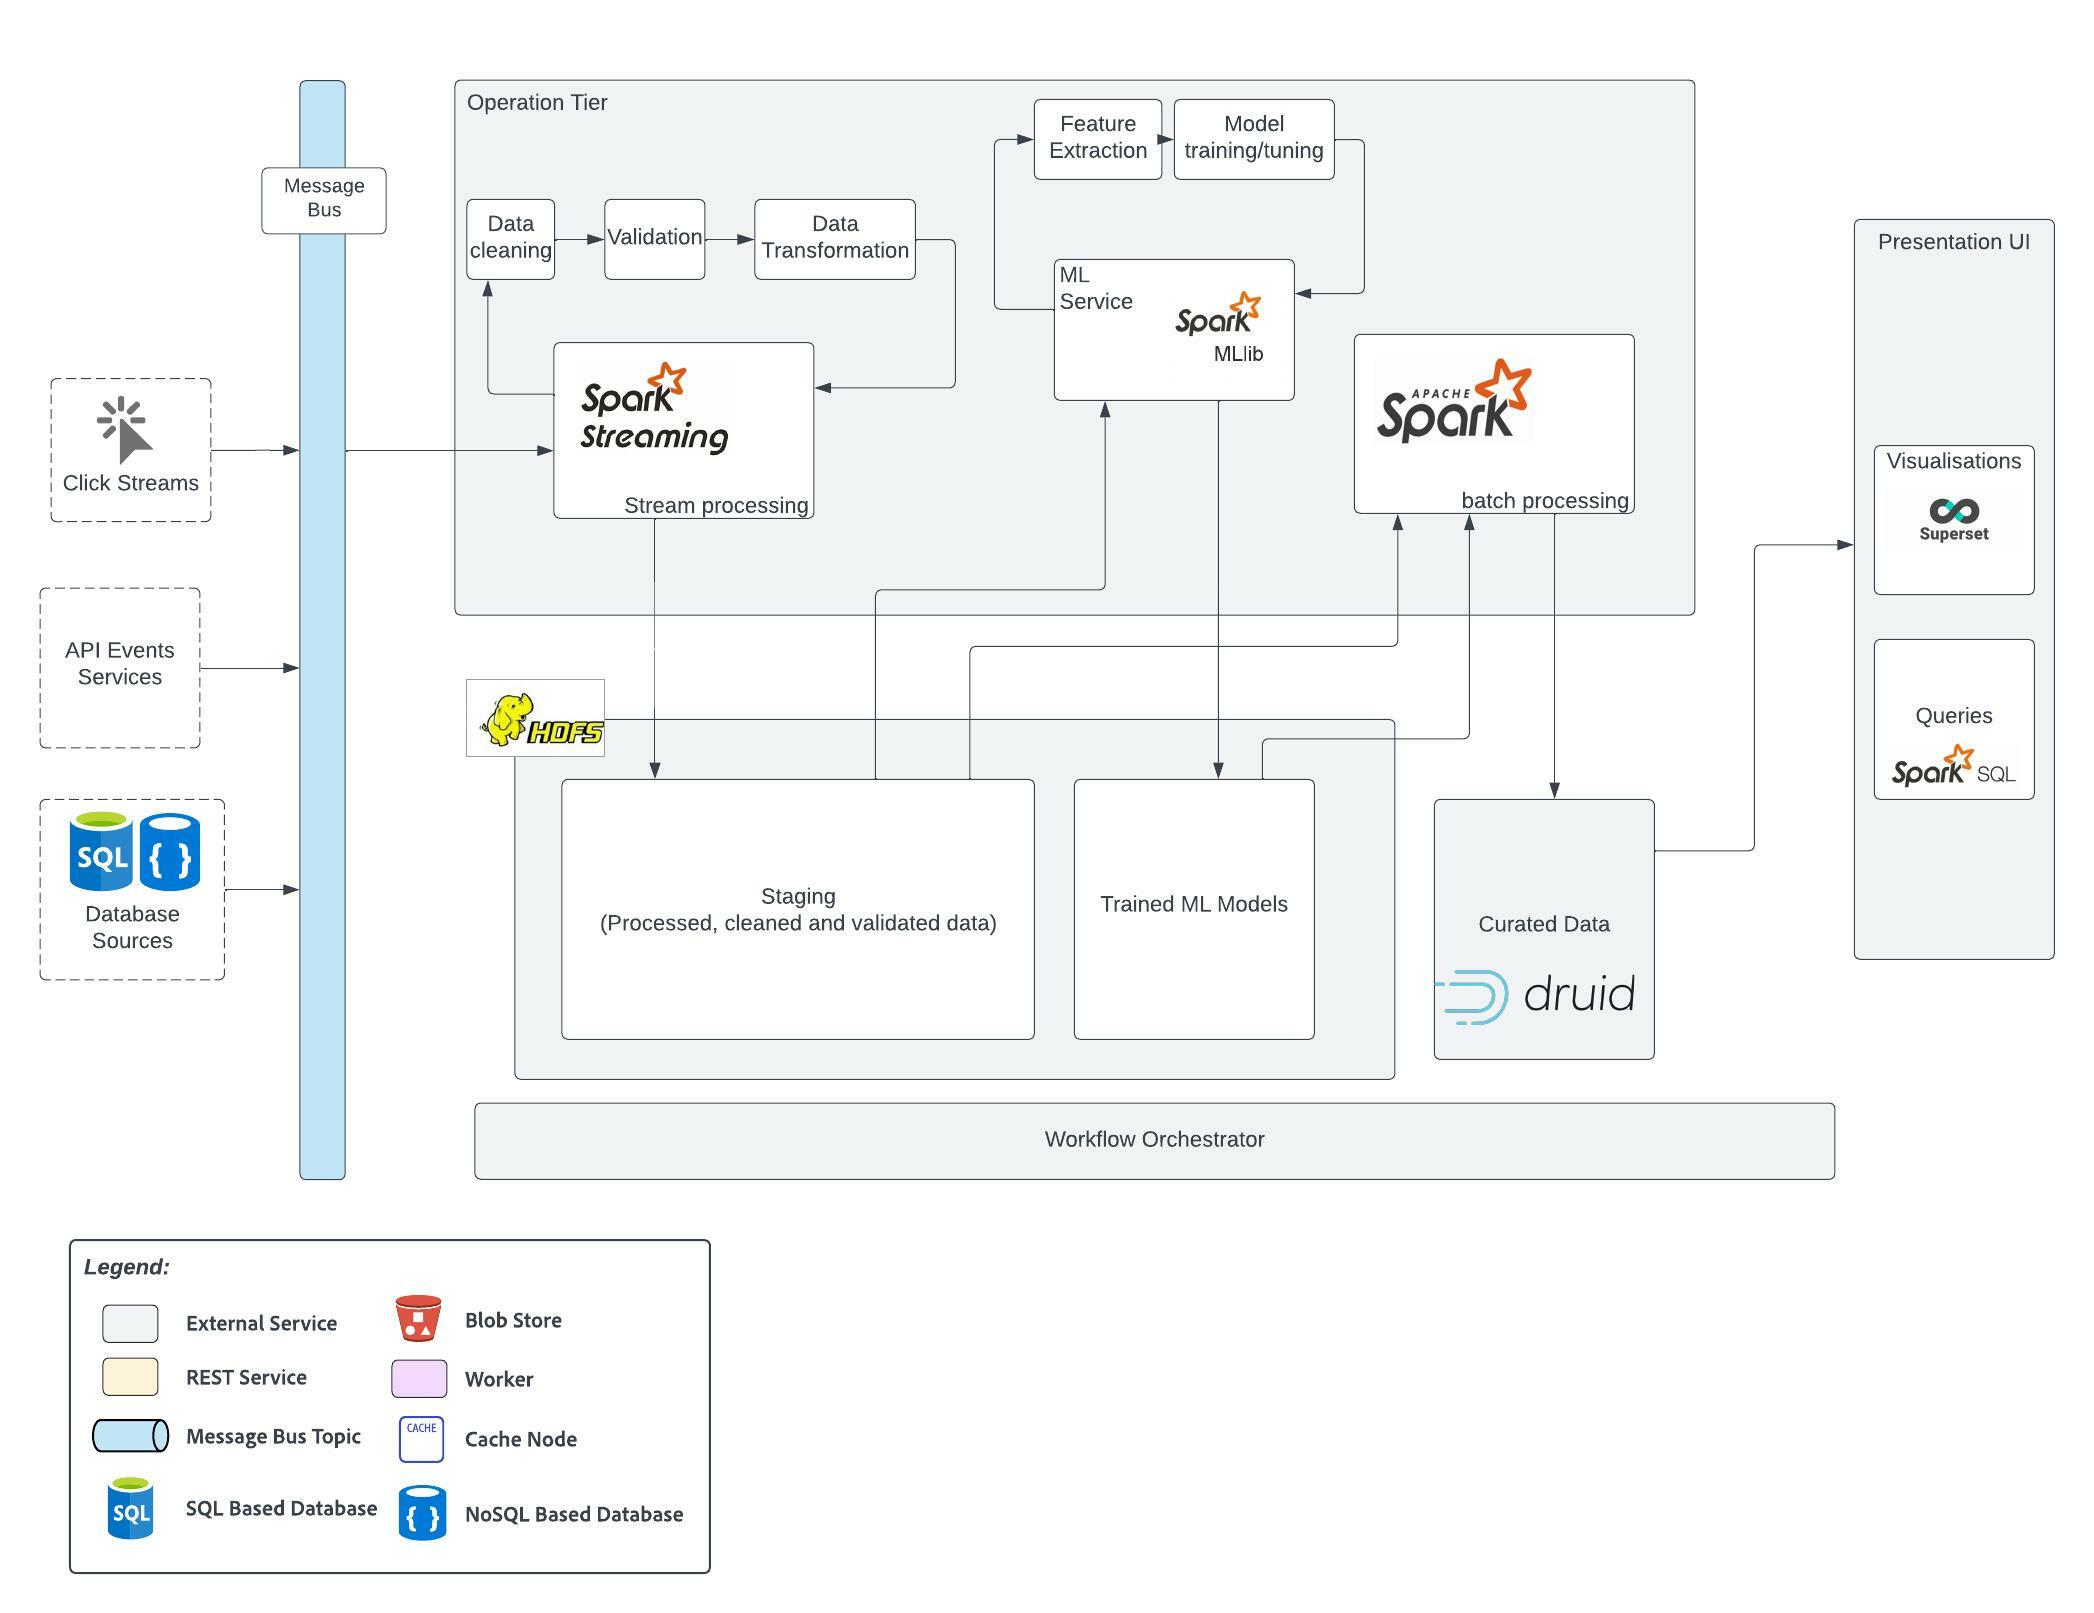 Operation Tier
Feature
Extraction
Model
training/tuning
Message
Bus
Data
cleaning
Validation
Data
Transformation
Presentation UI
ML
Service
Spark
MLlib
Spark
Streaming
Stream processing
APACHE
Spark
batch processing
Click Streams
Visualisations
Superset
API Events
Services
Queries
Spark SQL
HDFS
SQL
{ }
Database
Sources
Staging
(Processed, cleaned and validated data)
Trained ML Models
Curated Data
druid
Workflow Orchestrator
Legend:
External Service
Blob Store
REST Service
Worker
Message Bus Topic
CACHE
Cache Node
SQL
SQL Based Database
{ }
NoSQL Based Database